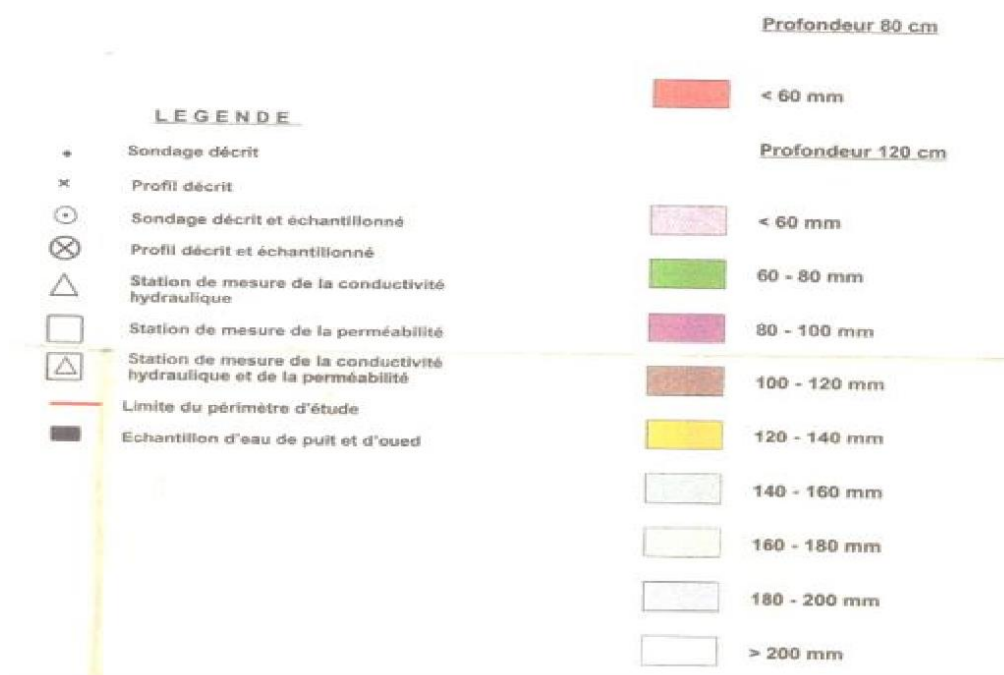 LEGENDE
Sondage décrit
Profil décrit
Sondage décrit et échantillonné
Profil décrit et échantillonné
Station de mesure de la conductivité
hydraulique
Station de mesure de la perméabilité
Station de mesure de la conductivité
hydraulique et de la perméabilité
Limite du périmètre d'étude
Echantillon d'eau de puit et d'oued
Profondeur 80 cm
< 60 mm
Profondeur 120 cm
< 60 mm
60 - 80 mm
80 - 100 mm
100 - 120 mm
120 - 140 mm
140 - 160 mm
160 - 180 mm
180 - 200 mm
> 200 mm